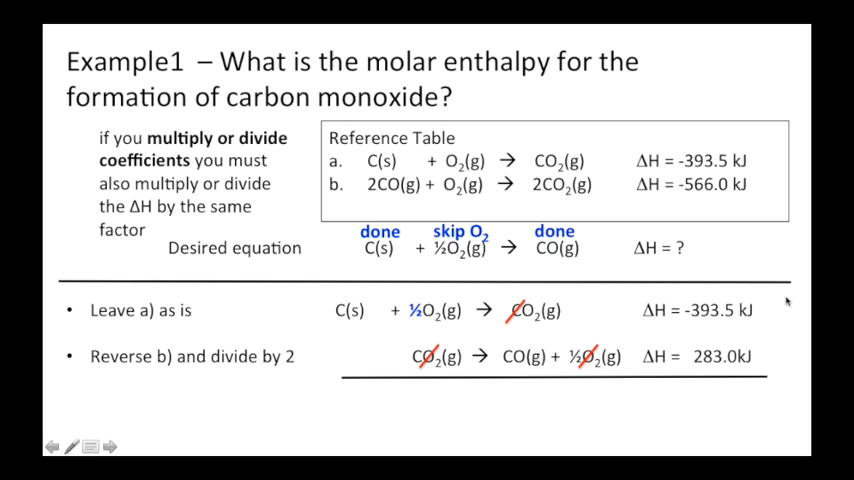 Example1 – What is the molar enthalpy for the
formation of carbon monoxide?
if you multiply or divide
coefficients you must
also multiply or divide
the ΔH by the same
factor
Reference Table
a. C(s) + O₂(g) → CO₂(g) ΔH = -393.5 kJ
b. 2CO(g) + O₂(g) → 2CO₂(g) ΔH = -566.0 kJ
done skip O₂ done
Desired equation C(s) + ½O₂(g) → CO(g) ΔH = ?
• Leave a) as is C(s) + ½O₂(g) → CO₂(g) ΔH = -393.5 kJ
• Reverse b) and divide by 2 CO₂(g) → CO(g) + ½O₂(g) ΔH = 283.0kJ